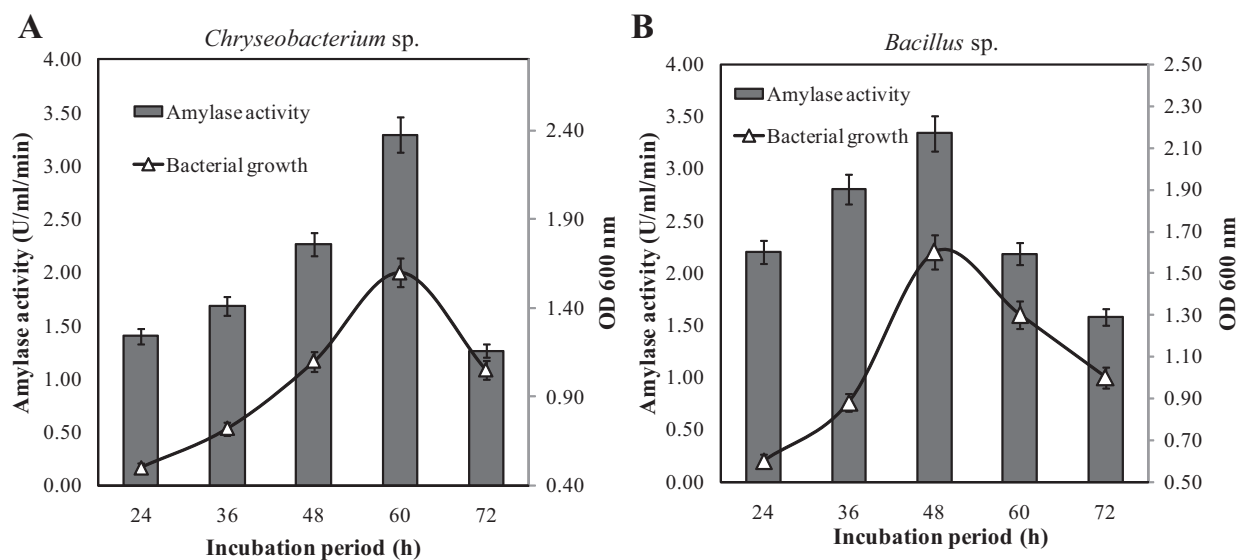 A
Chryseobacterium sp.
4.00
3.50
3.00
2.50
2.00
1.50
1.00
0.50
0.00
Amylase activity (U/ml/min)
Amylase activity
Bacterial growth
2.40
1.90
1.40
0.90
0.40
OD 600 nm
24 36 48 60 72
Incubation period (h)
B
Bacillus sp.
4.00
3.50
3.00
2.50
2.00
1.50
1.00
0.50
0.00
Amylase activity (U/ml/min)
Amylase activity
Bacterial growth
2.50
2.30
2.10
1.90
1.70
1.50
1.30
1.10
0.90
0.70
0.50
OD 600 nm
24 36 48 60 72
Incubation period (h)